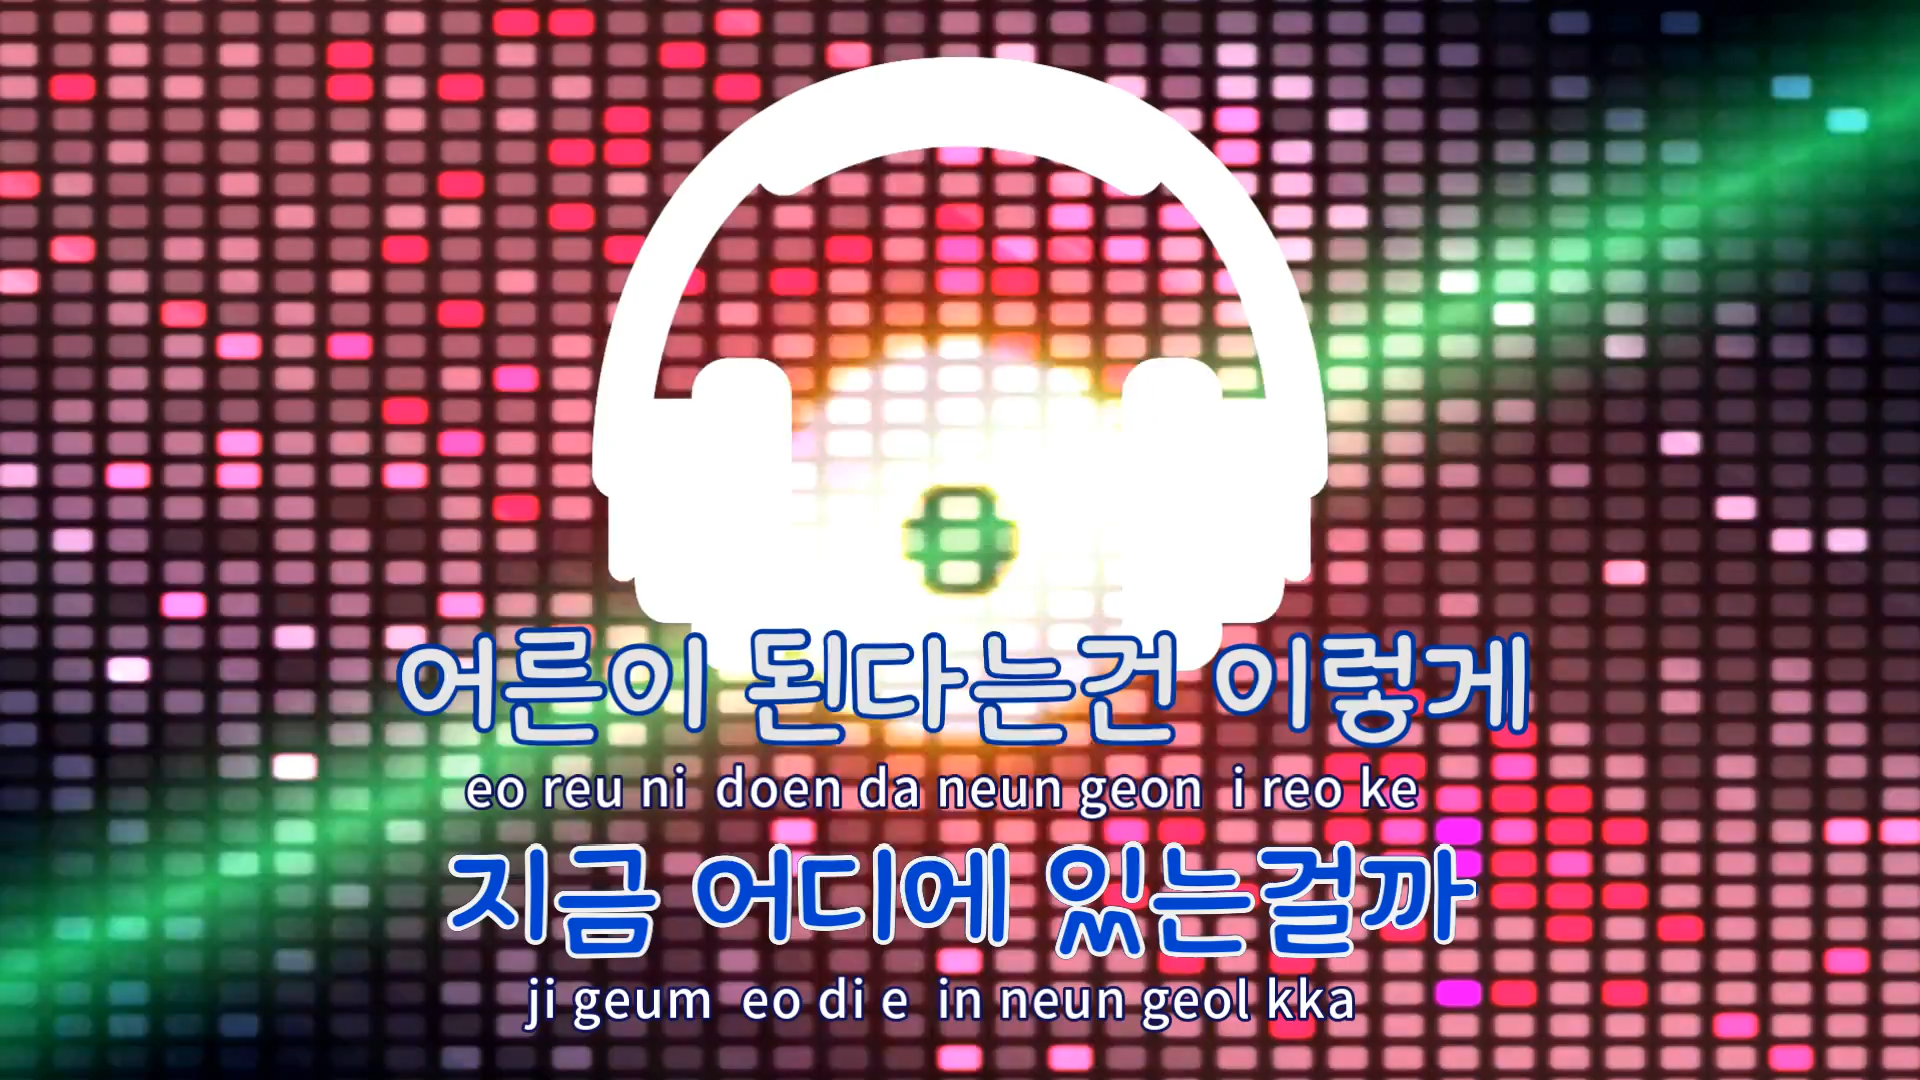 어른이 된다는건 이렇게
eo reu ni doen da neun geon i reo ke
지금 어디에 있는걸까
ji geum eo di e in neun geol kka